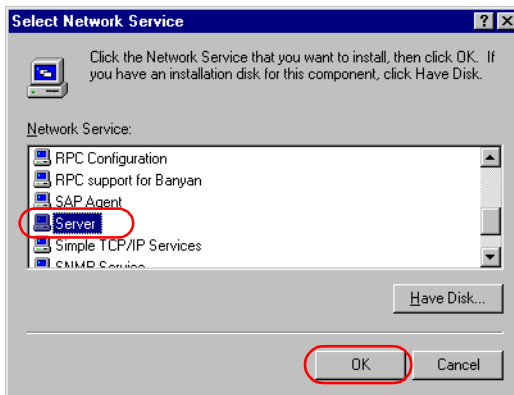 Select Network Service
Click the Network Service that you want to install, then click OK. If
you have an installation disk for this component, click Have Disk.
Network Service:
RPC Configuration
RPC support for Banyan
SAP Agent
Server
Simple TCP/IP Services
SNMP Service
Have Disk...
OK
Cancel